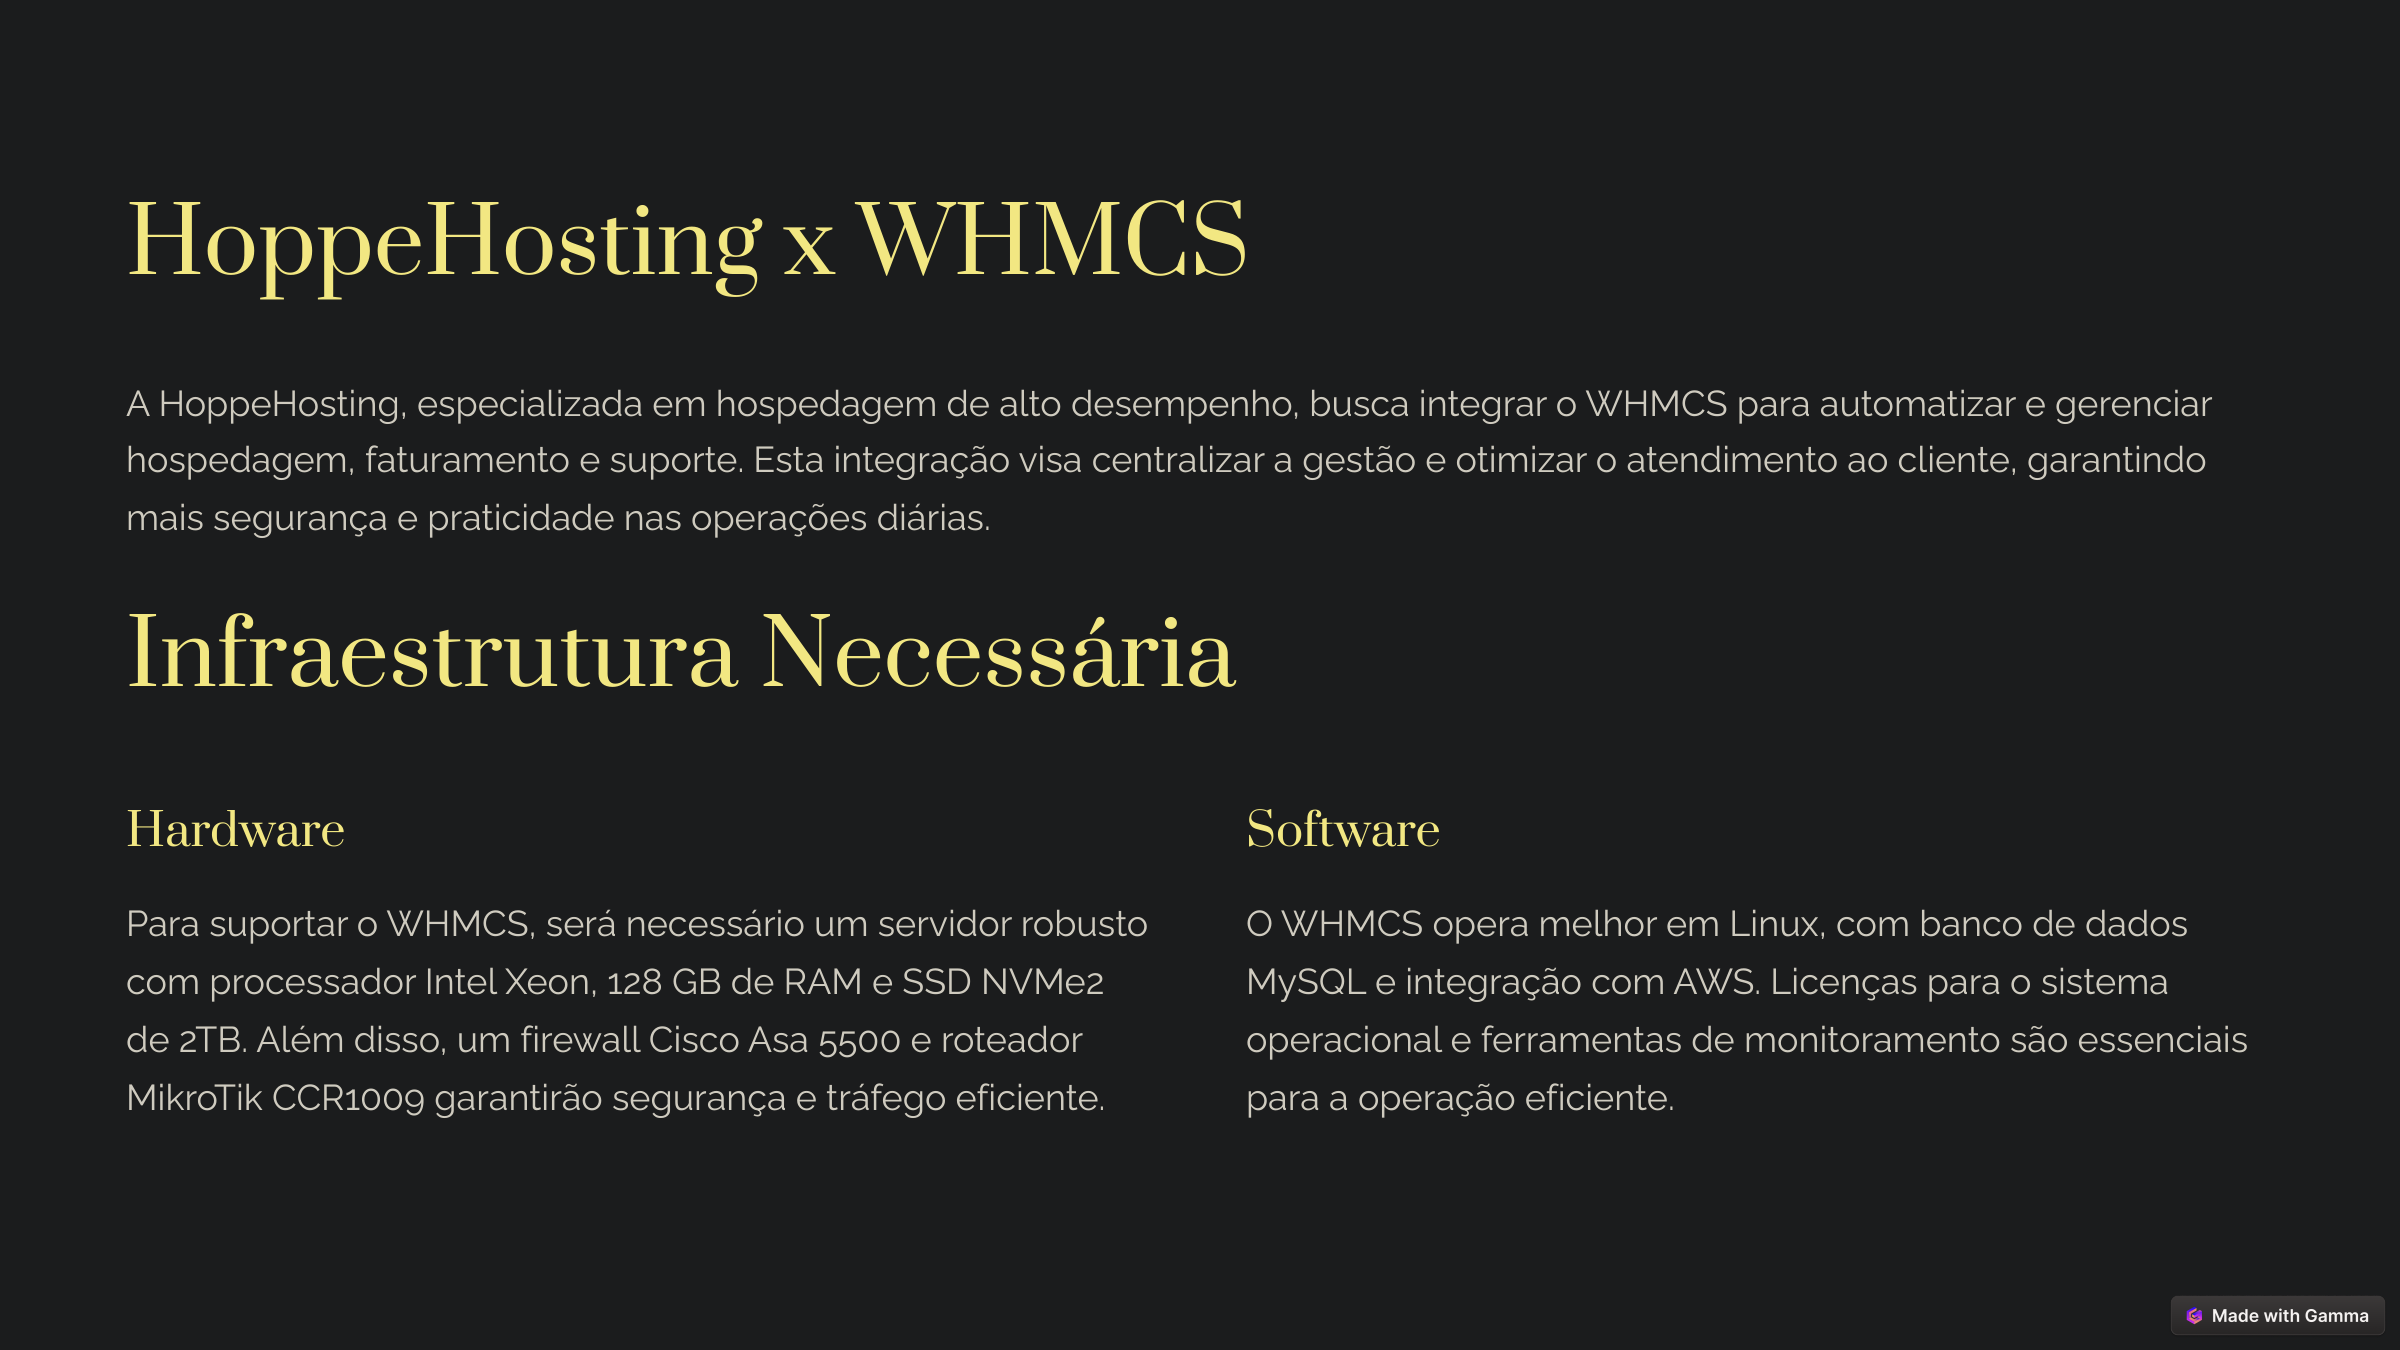 HoppeHosting x WHMCS
A HoppeHosting, especializada em hospedagem de alto desempenho, busca integrar o WHMCS para automatizar e gerenciar
hospedagem, faturamento e suporte. Esta integração visa centralizar a gestão e otimizar o atendimento ao cliente, garantindo
mais segurança e praticidade nas operações diárias.
Infraestrutura Necessária
Hardware
Para suportar o WHMCS, será necessário um servidor robusto
com processador Intel Xeon, 128 GB de RAM e SSD NVMe2
de 2TB. Além disso, um firewall Cisco Asa 5500 e roteador
MikroTik CCR1009 garantirão segurança e tráfego eficiente.
Software
O WHMCS opera melhor em Linux, com banco de dados
MySQL e integração com AWS. Licenças para o sistema
operacional e ferramentas de monitoramento são essenciais
para a operação eficiente.
Made with Gamma